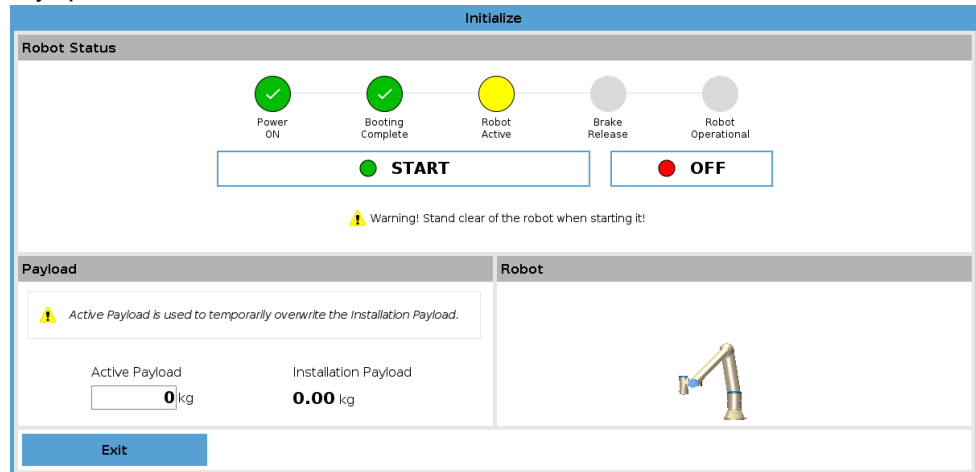 Initialize
Robot Status
Power
ON
Booting
Complete
Robot
Active
Brake
Release
Robot
Operational
START
OFF
Warning! Stand clear of the robot when starting it!
Payload
Robot
Active Payload is used to temporarily overwrite the Installation Payload.
Active Payload
Installation Payload
0 kg
0.00 kg
Exit